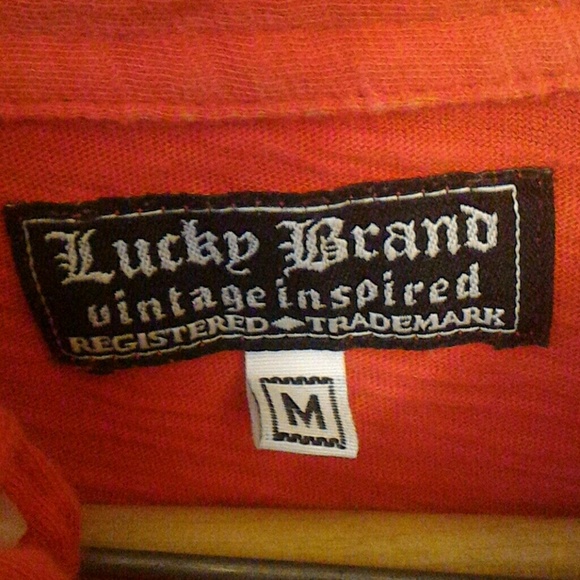 Lucky Brand
vintage inspired
REGISTERED TRADEMARK
M